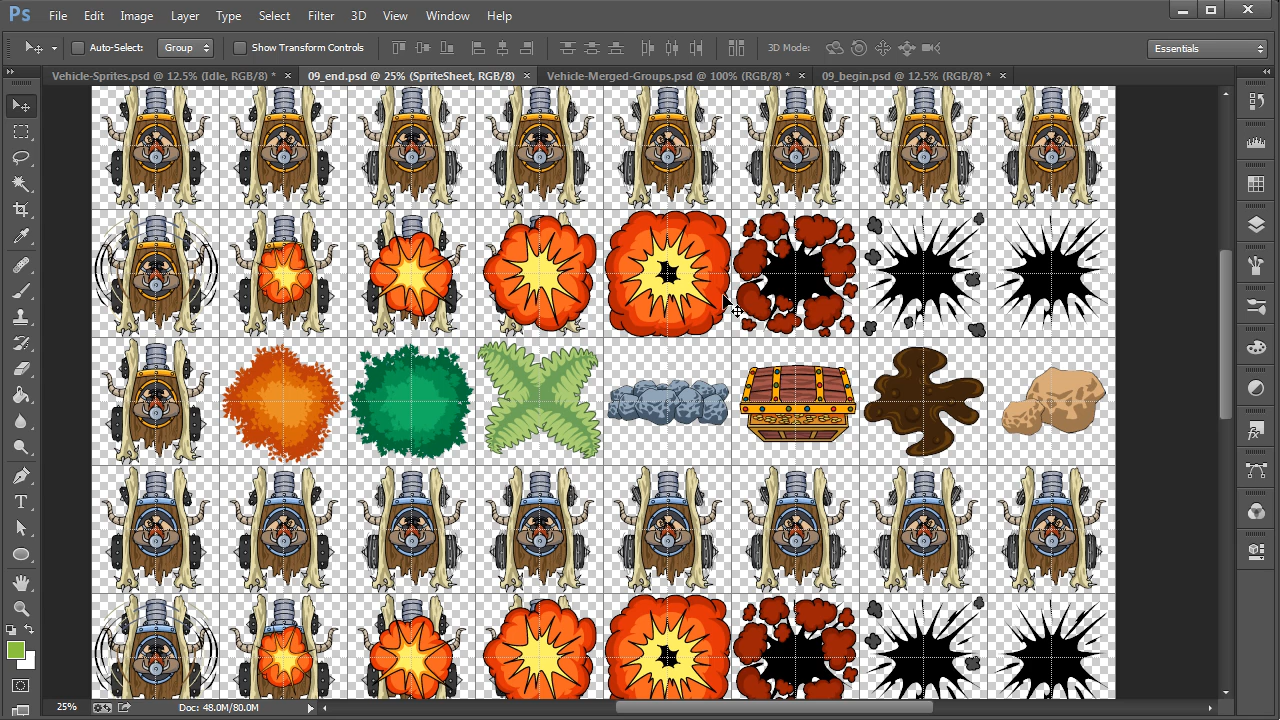 Ps File Edit Image Layer Type Select Filter 3D View Window Help
Auto-Select: Group Show Transform Controls 3D Mode: Essentials
Vehicle-Sprites.psd @ 12.5% (Idle, RGB/8) * × 09_end.psd @ 25% (SpriteSheet, RGB/8) × Vehicle-Merged-Groups.psd @ 100% (RGB/8) * × 09_begin.psd @ 12.5% (RGB/8) * ×
T
fx
25% Doc: 48.0M/80.0M